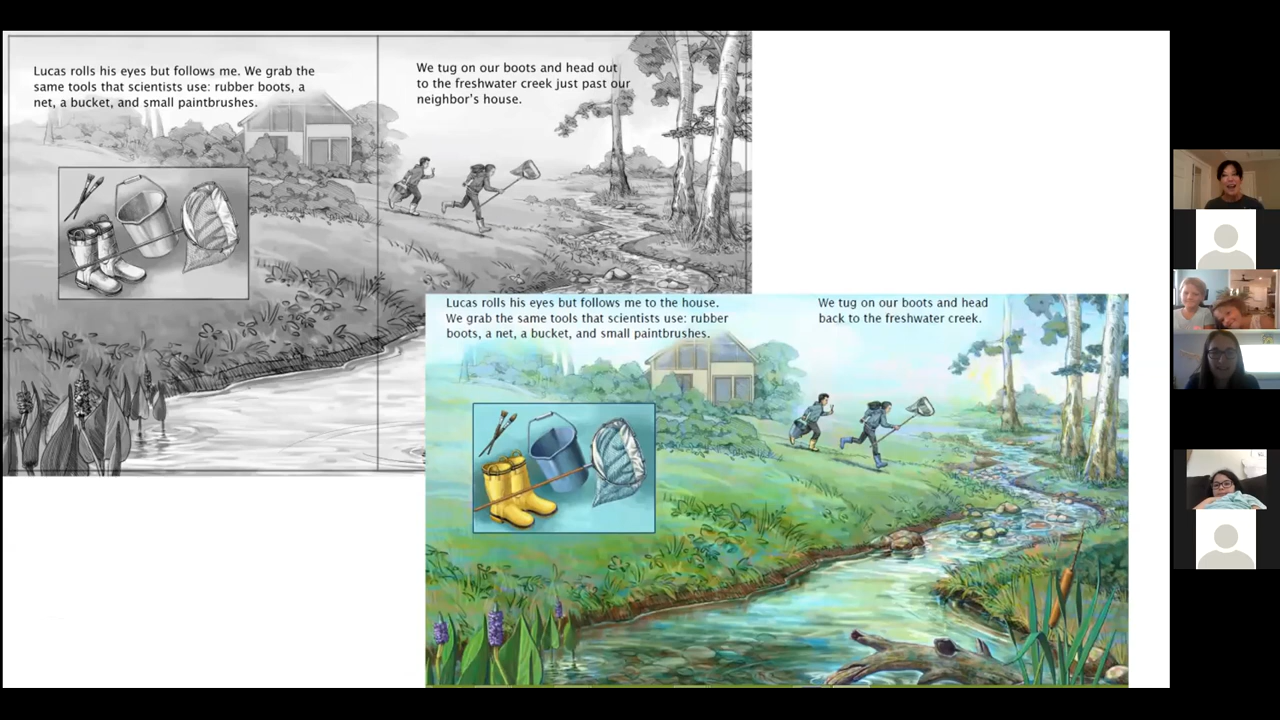 Lucas rolls his eyes but follows me. We grab the
same tools that scientists use: rubber boots, a
net, a bucket, and small paintbrushes.
We tug on our boots and head out
to the freshwater creek just past our
neighbor's house.
Lucas rolls his eyes but follows me to the house.
We grab the same tools that scientists use: rubber
boots, a net, a bucket, and small paintbrushes.
We tug on our boots and head
back to the freshwater creek.